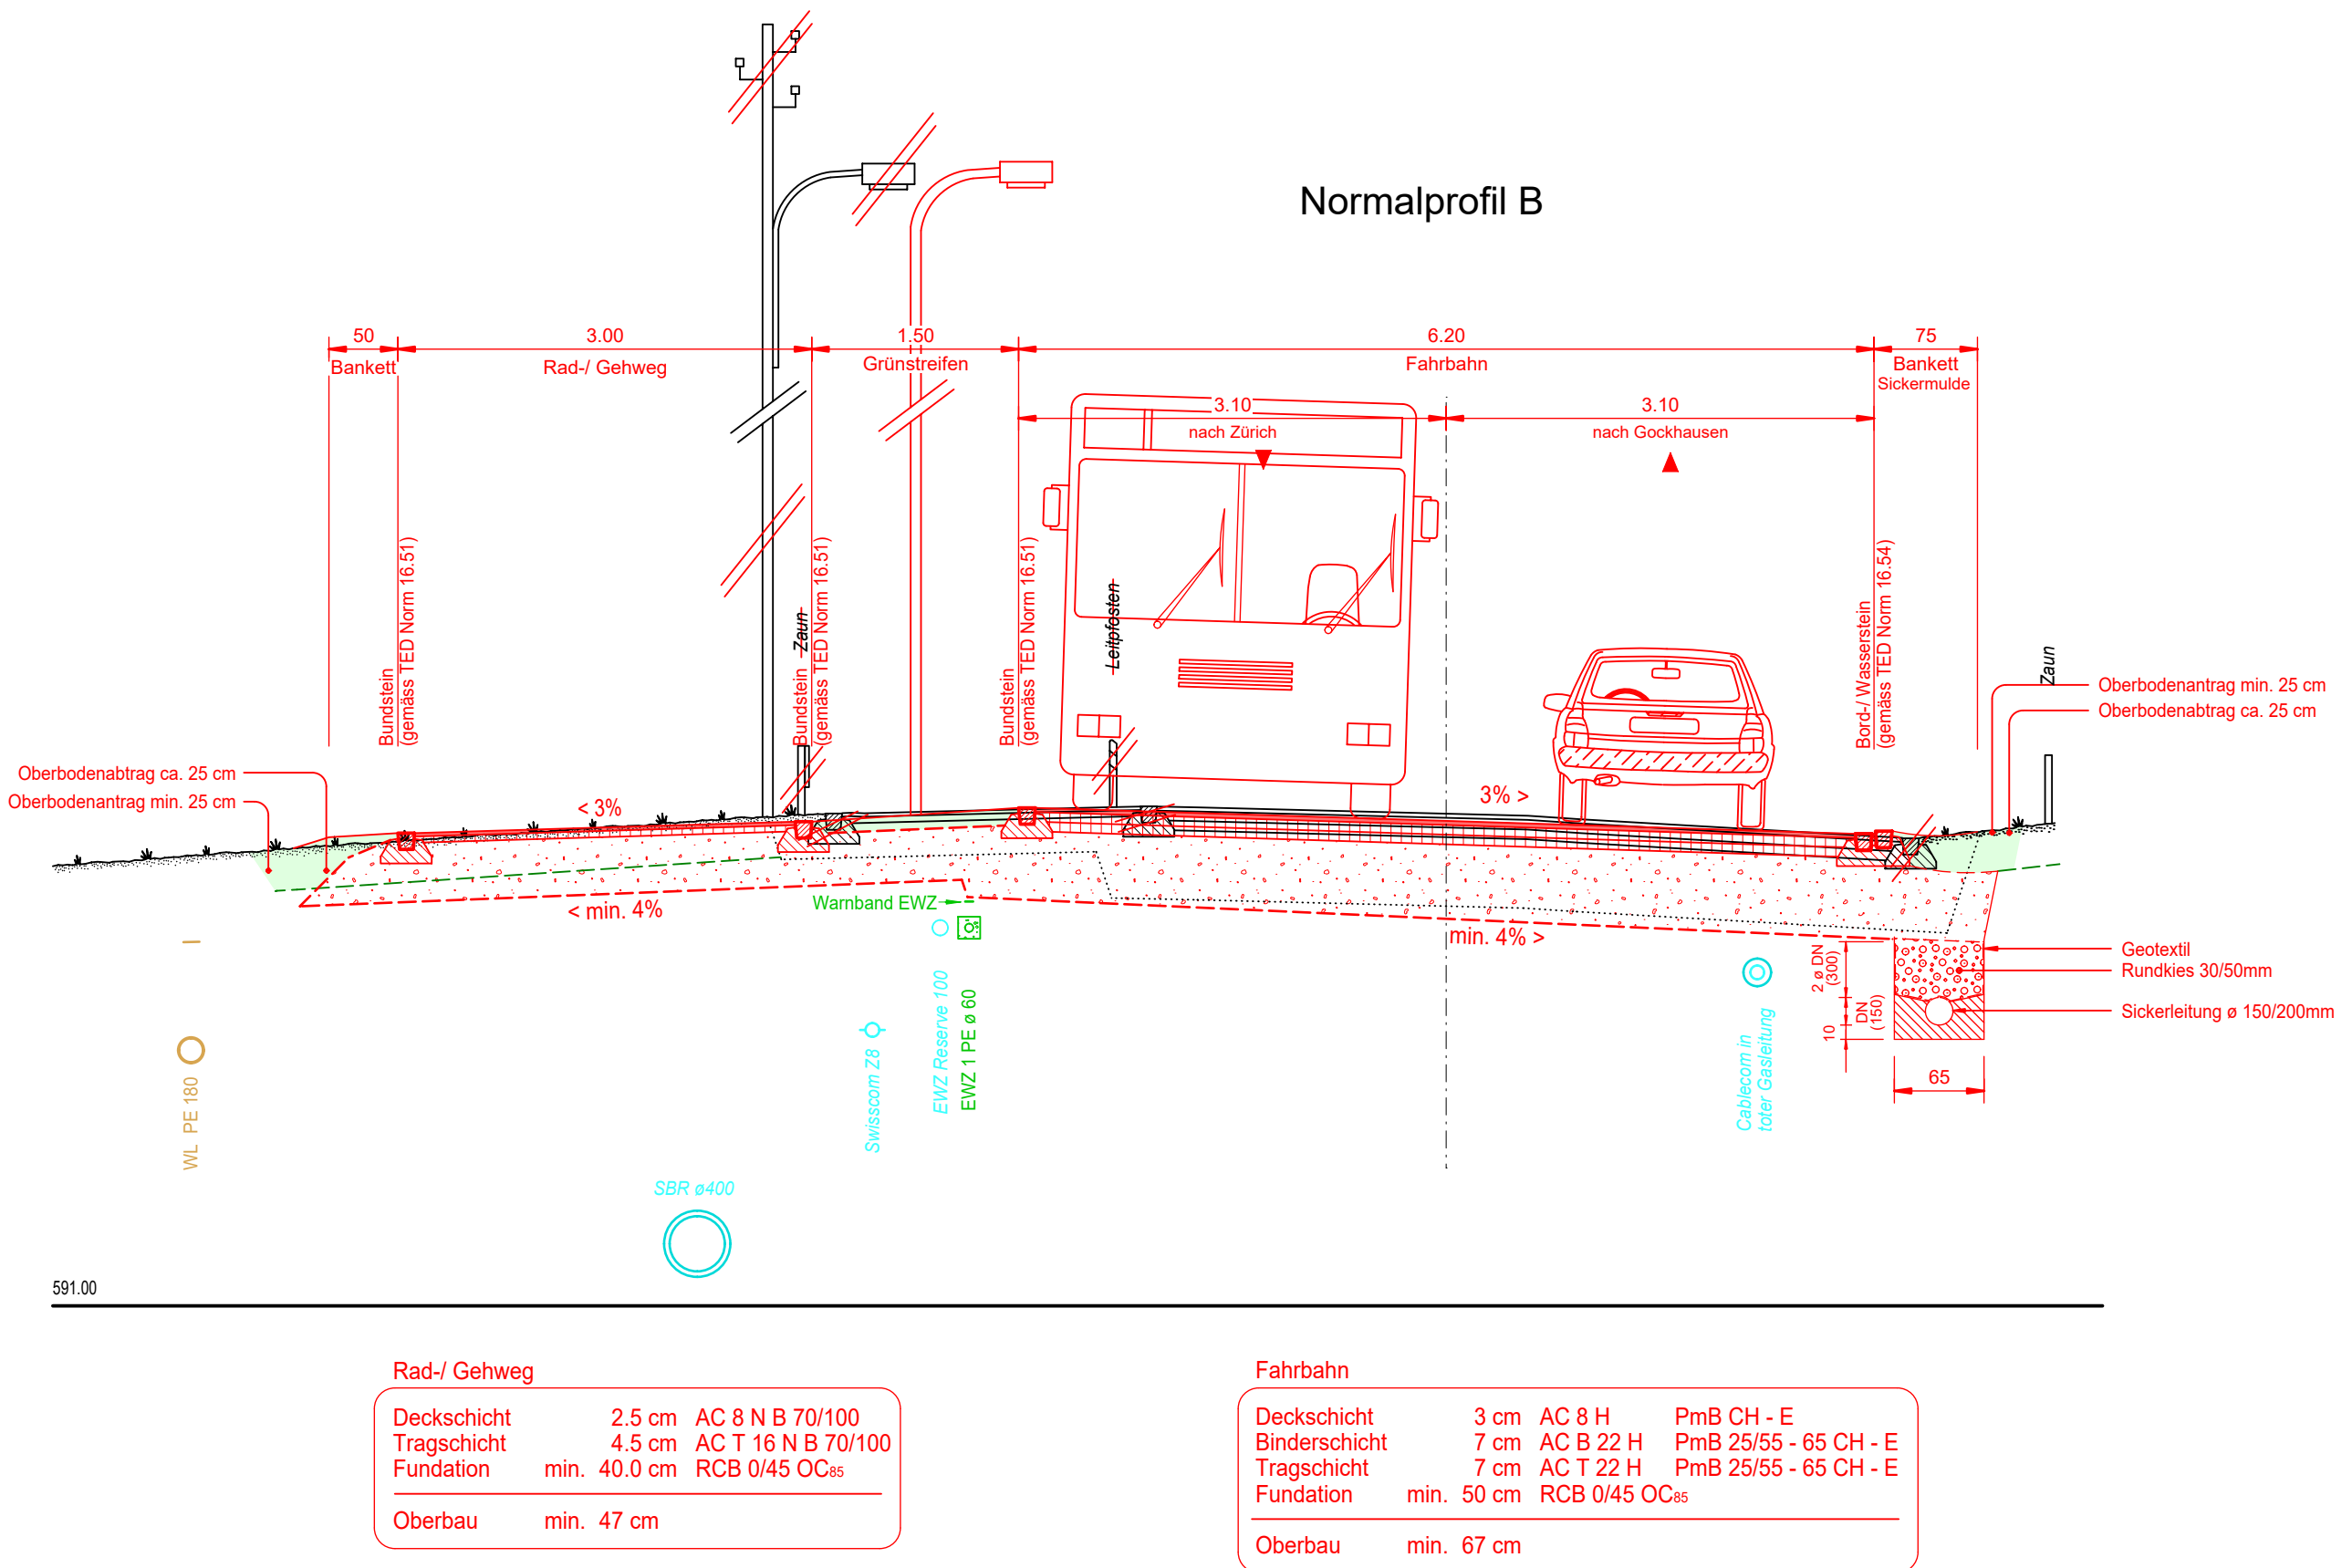 Normalprofil B
50
3.00
1.50
6.20
75
Bankett
Rad-/ Gehweg
Grünstreifen
Fahrbahn
Bankett
Sickermulde
3.10
3.10
nach Zürich
nach Gockhausen
Bundstein
(gemäss TED Norm 16.51)
Zaun
Bundstein
(gemäss TED Norm 16.51)
Bundstein
(gemäss TED Norm 16.51)
Leitpfosten
Bord-/ Wasserstein
(gemäss TED Norm 16.54)
Zaun
Oberbodenantrag min. 25 cm
Oberbodenabtrag ca. 25 cm
Oberbodenabtrag ca. 25 cm
Oberbodenantrag min. 25 cm
< 3%
3% >
< min. 4%
Warnband EWZ
min. 4% >
2 ø DN
(300)
DN
(150)
10
65
Geotextil
Rundkies 30/50mm
Sickerleitung ø 150/200mm
WL PE 180
Swisscom Z8
EWZ Reserve 100
EWZ 1 PE ø 60
Cablecom in
toter Gasleitung
SBR ø400
591.00
Rad-/ Gehweg
Deckschicht 2.5 cm AC 8 N B 70/100
Tragschicht 4.5 cm AC T 16 N B 70/100
Fundation min. 40.0 cm RCB 0/45 OC85
Oberbau min. 47 cm
Fahrbahn
Deckschicht 3 cm AC 8 H PmB CH - E
Binderschicht 7 cm AC B 22 H PmB 25/55 - 65 CH - E
Tragschicht 7 cm AC T 22 H PmB 25/55 - 65 CH - E
Fundation min. 50 cm RCB 0/45 OC85
Oberbau min. 67 cm